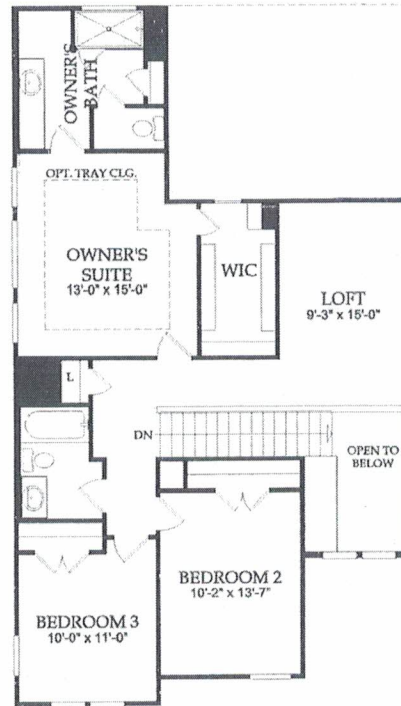 OWNER'S
BATH
OPT. TRAY CLG.
OWNER'S
SUITE
13'-0" x 15'-0"
WIC
LOFT
9'-3" x 15'-0"
L
DN
OPEN TO
BELOW
BEDROOM 2
10'-2" x 13'-7"
BEDROOM 3
10'-0" x 11'-0"